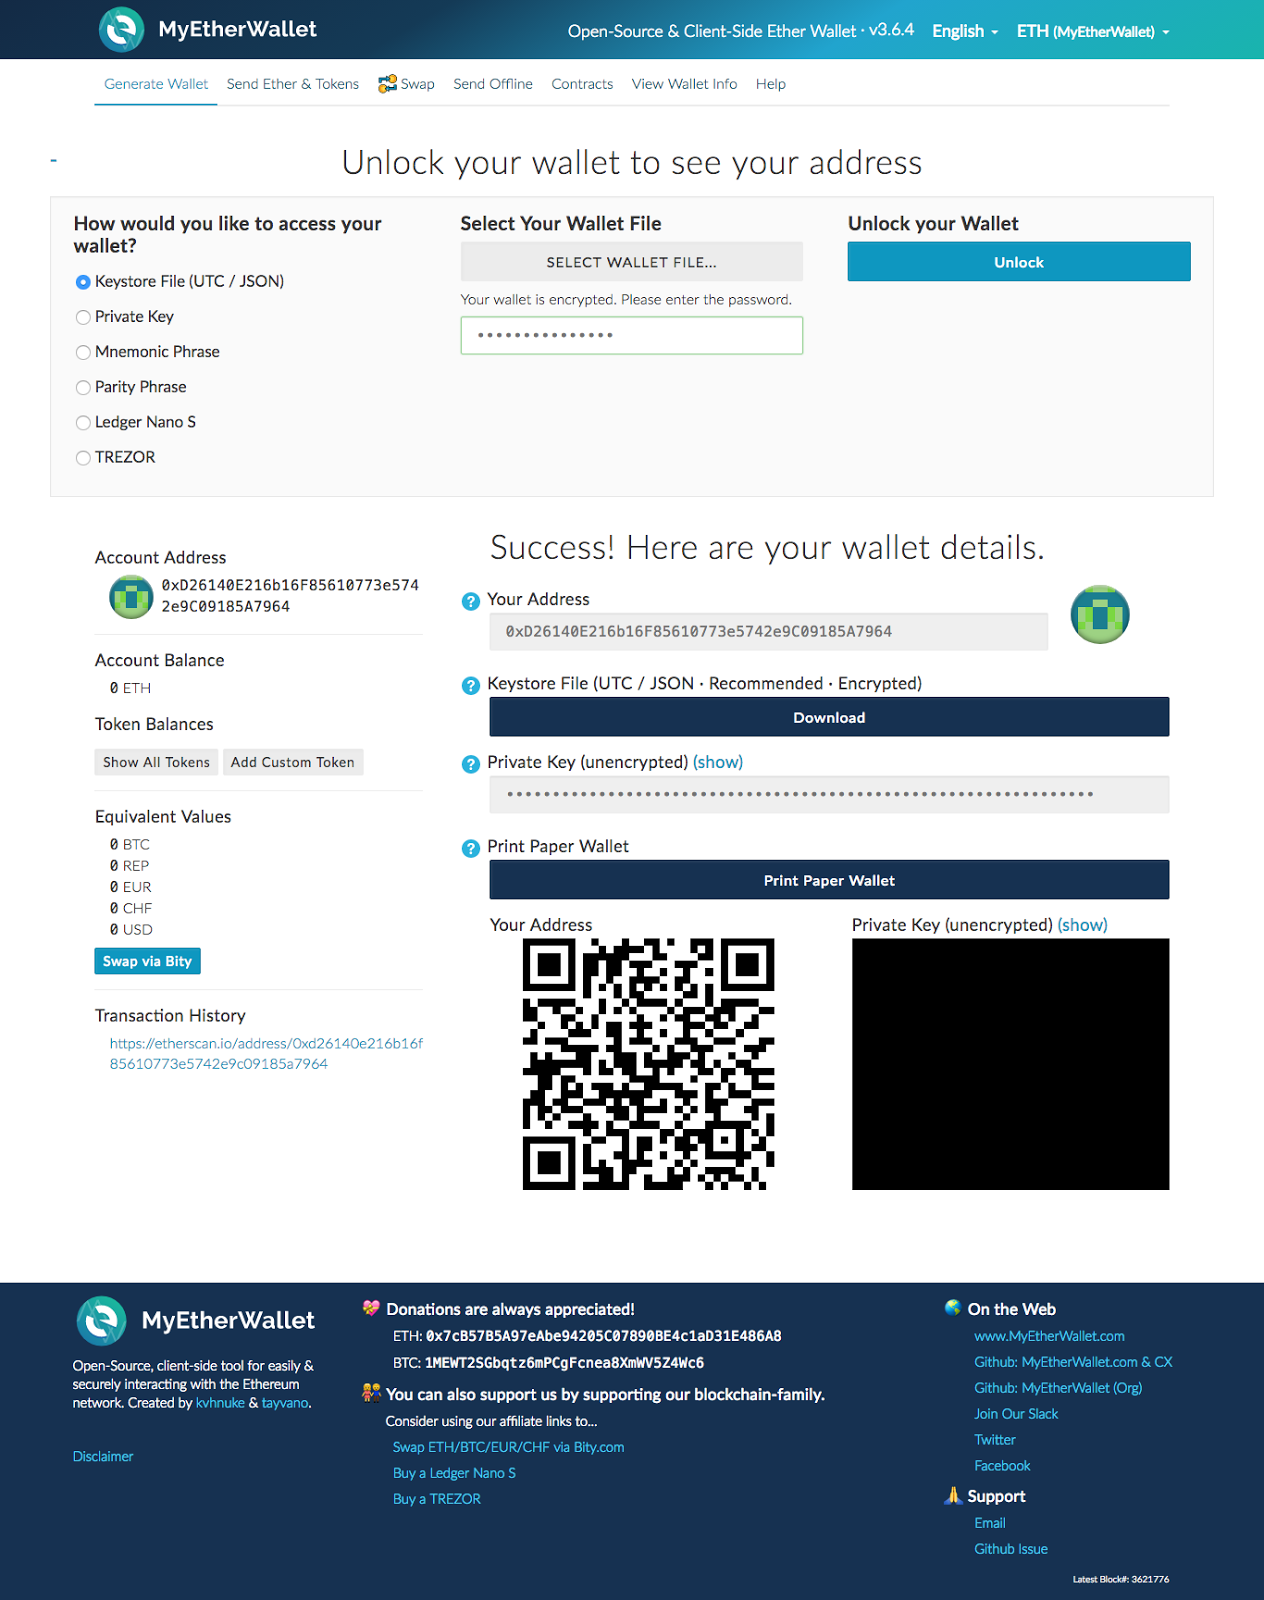 MyEtherWallet
Open-Source & Client-Side Ether Wallet · v3.6.4 English ETH (MyEtherWallet)
Generate Wallet Send Ether & Tokens Swap Send Offline Contracts View Wallet Info Help
-
Unlock your wallet to see your address
How would you like to access your
wallet?
Keystore File (UTC / JSON)
Private Key
Mnemonic Phrase
Parity Phrase
Ledger Nano S
TREZOR
Select Your Wallet File
SELECT WALLET FILE...
Your wallet is encrypted. Please enter the password.
Unlock your Wallet
Unlock
Account Address
0xD26140E216b16F85610773e574
2e9C09185A7964
Account Balance
0 ETH
Token Balances
Show All Tokens Add Custom Token
Equivalent Values
0 BTC
0 REP
0 EUR
0 CHF
0 USD
Swap via Bity
Transaction History
https://etherscan.io/address/0xd26140e216b16f
85610773e5742e9c09185a7964
Success! Here are your wallet details.
? Your Address
0xD26140E216b16F85610773e5742e9C09185A7964
? Keystore File (UTC / JSON · Recommended · Encrypted)
Download
? Private Key (unencrypted) (show)
? Print Paper Wallet
Print Paper Wallet
Your Address
Private Key (unencrypted) (show)
MyEtherWallet
Open-Source, client-side tool for easily &
securely interacting with the Ethereum
network. Created by kvhnuke & tayvano.
Disclaimer
Donations are always appreciated!
ETH: 0x7cB57B5A97eAbe94205C07890BE4c1aD31E486A8
BTC: 1MEWT2SGbqtz6mPCgFcnea8XmWV5Z4Wc6
You can also support us by supporting our blockchain-family.
Consider using our affiliate links to...
Swap ETH/BTC/EUR/CHF via Bity.com
Buy a Ledger Nano S
Buy a TREZOR
On the Web
www.MyEtherWallet.com
Github: MyEtherWallet.com & CX
Github: MyEtherWallet (Org)
Join Our Slack
Twitter
Facebook
Support
Email
Github Issue
Latest Block#: 3621776